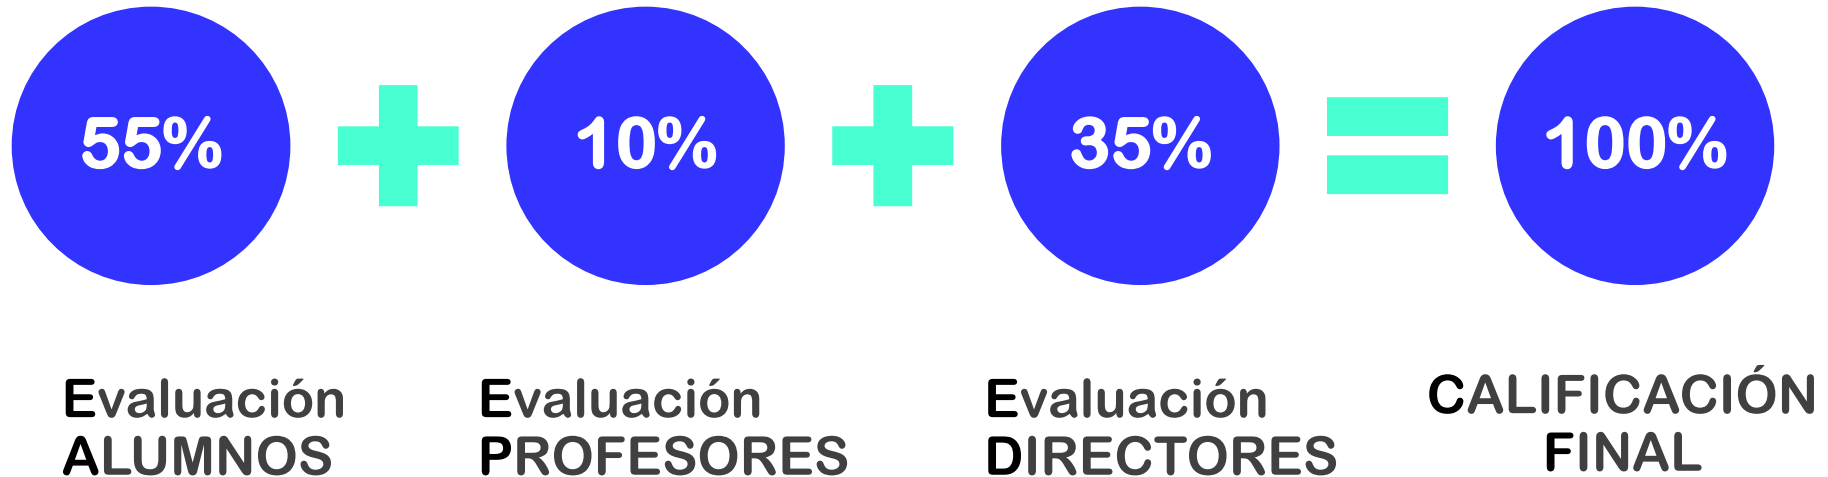 55%
10%
35%
100%
Evaluación
ALUMNOS
Evaluación
PROFESORES
Evaluación
DIRECTORES
CALIFICACIÓN
FINAL